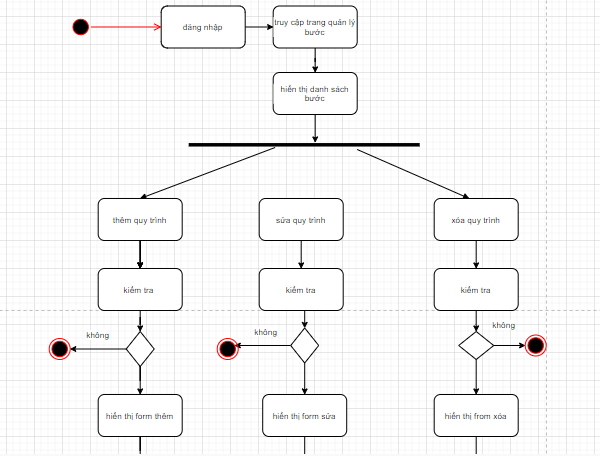 đăng nhập
truy cập trang quản lý
bước
hiển thị danh sách
bước
thêm quy trình
sửa quy trình
xóa quy trình
kiểm tra
kiểm tra
kiểm tra
không
không
không
hiển thị form thêm
hiển thị form sửa
hiển thị from xóa